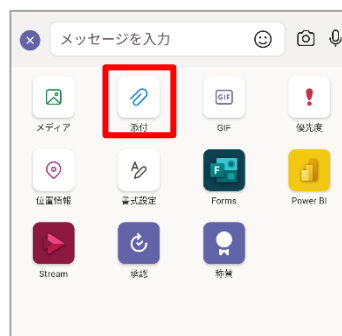 メッセージを入力
GIF
メディア
添付
GIF
優先度
位置情報
書式設定
Forms
Power BI
Stream
承認
称賛